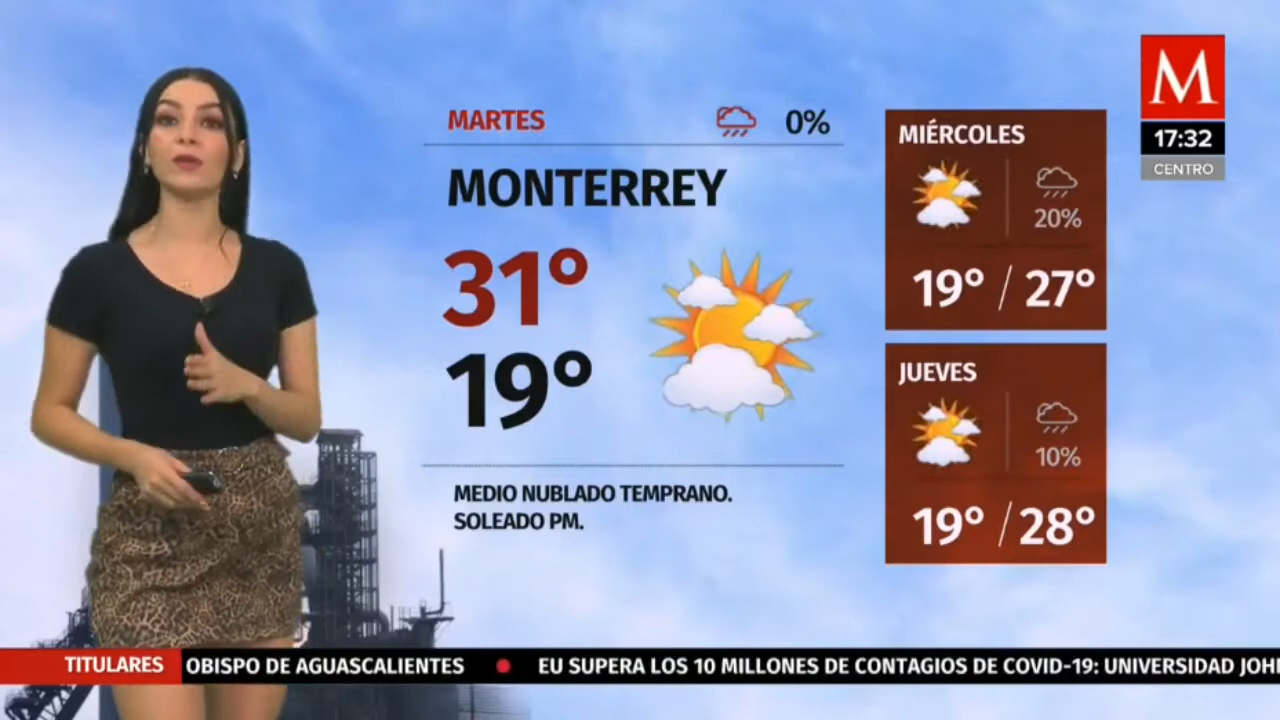 MARTES 0%
MONTERREY
31°
19°
MEDIO NUBLADO TEMPRANO.
SOLEADO PM.
MIÉRCOLES
20%
19° / 27°
JUEVES
10%
19° / 28°
M
17:32
CENTRO
TITULARES OBISPO DE AGUASCALIENTES EU SUPERA LOS 10 MILLONES DE CONTAGIOS DE COVID-19: UNIVERSIDAD JOH